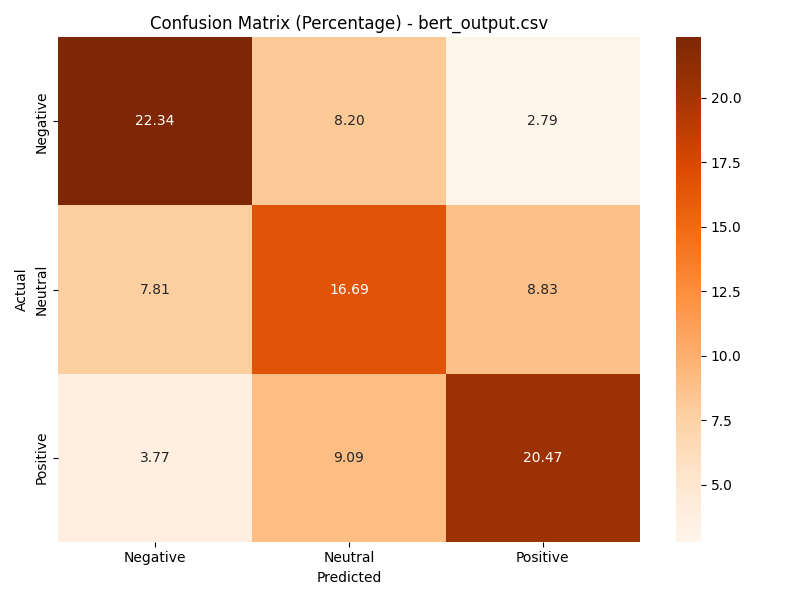 Confusion Matrix (Percentage) - bert_output.csv
Actual
Negative
22.34 8.20 2.79
Neutral
7.81 16.69 8.83
Positive
3.77 9.09 20.47
Negative Neutral Positive
Predicted
20.0
17.5
15.0
12.5
10.0
7.5
5.0